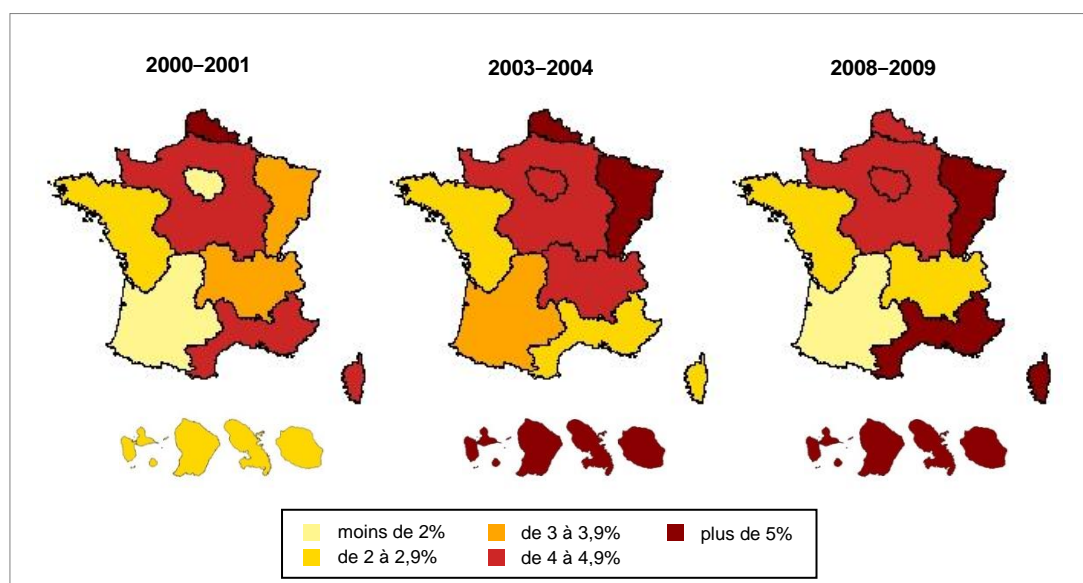 2000–2001
2003–2004
2008–2009
moins de 2%
de 2 à 2,9%
de 3 à 3,9%
de 4 à 4,9%
plus de 5%